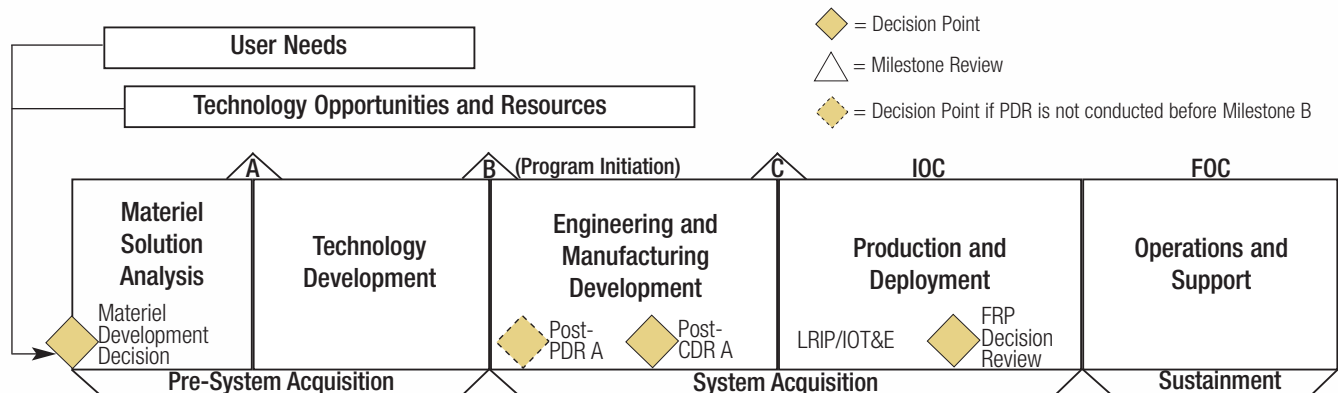 User Needs
Technology Opportunities and Resources
= Decision Point
= Milestone Review
= Decision Point if PDR is not conducted before Milestone B
A
B
(Program Initiation)
C
IOC
FOC
Materiel
Solution
Analysis
Materiel
Development
Decision
Technology
Development
Engineering and
Manufacturing
Development
Post-
PDR A
Post-
CDR A
Production and
Deployment
LRIP/IOT&E
FRP
Decision
Review
Operations and
Support
Pre-System Acquisition
System Acquisition
Sustainment